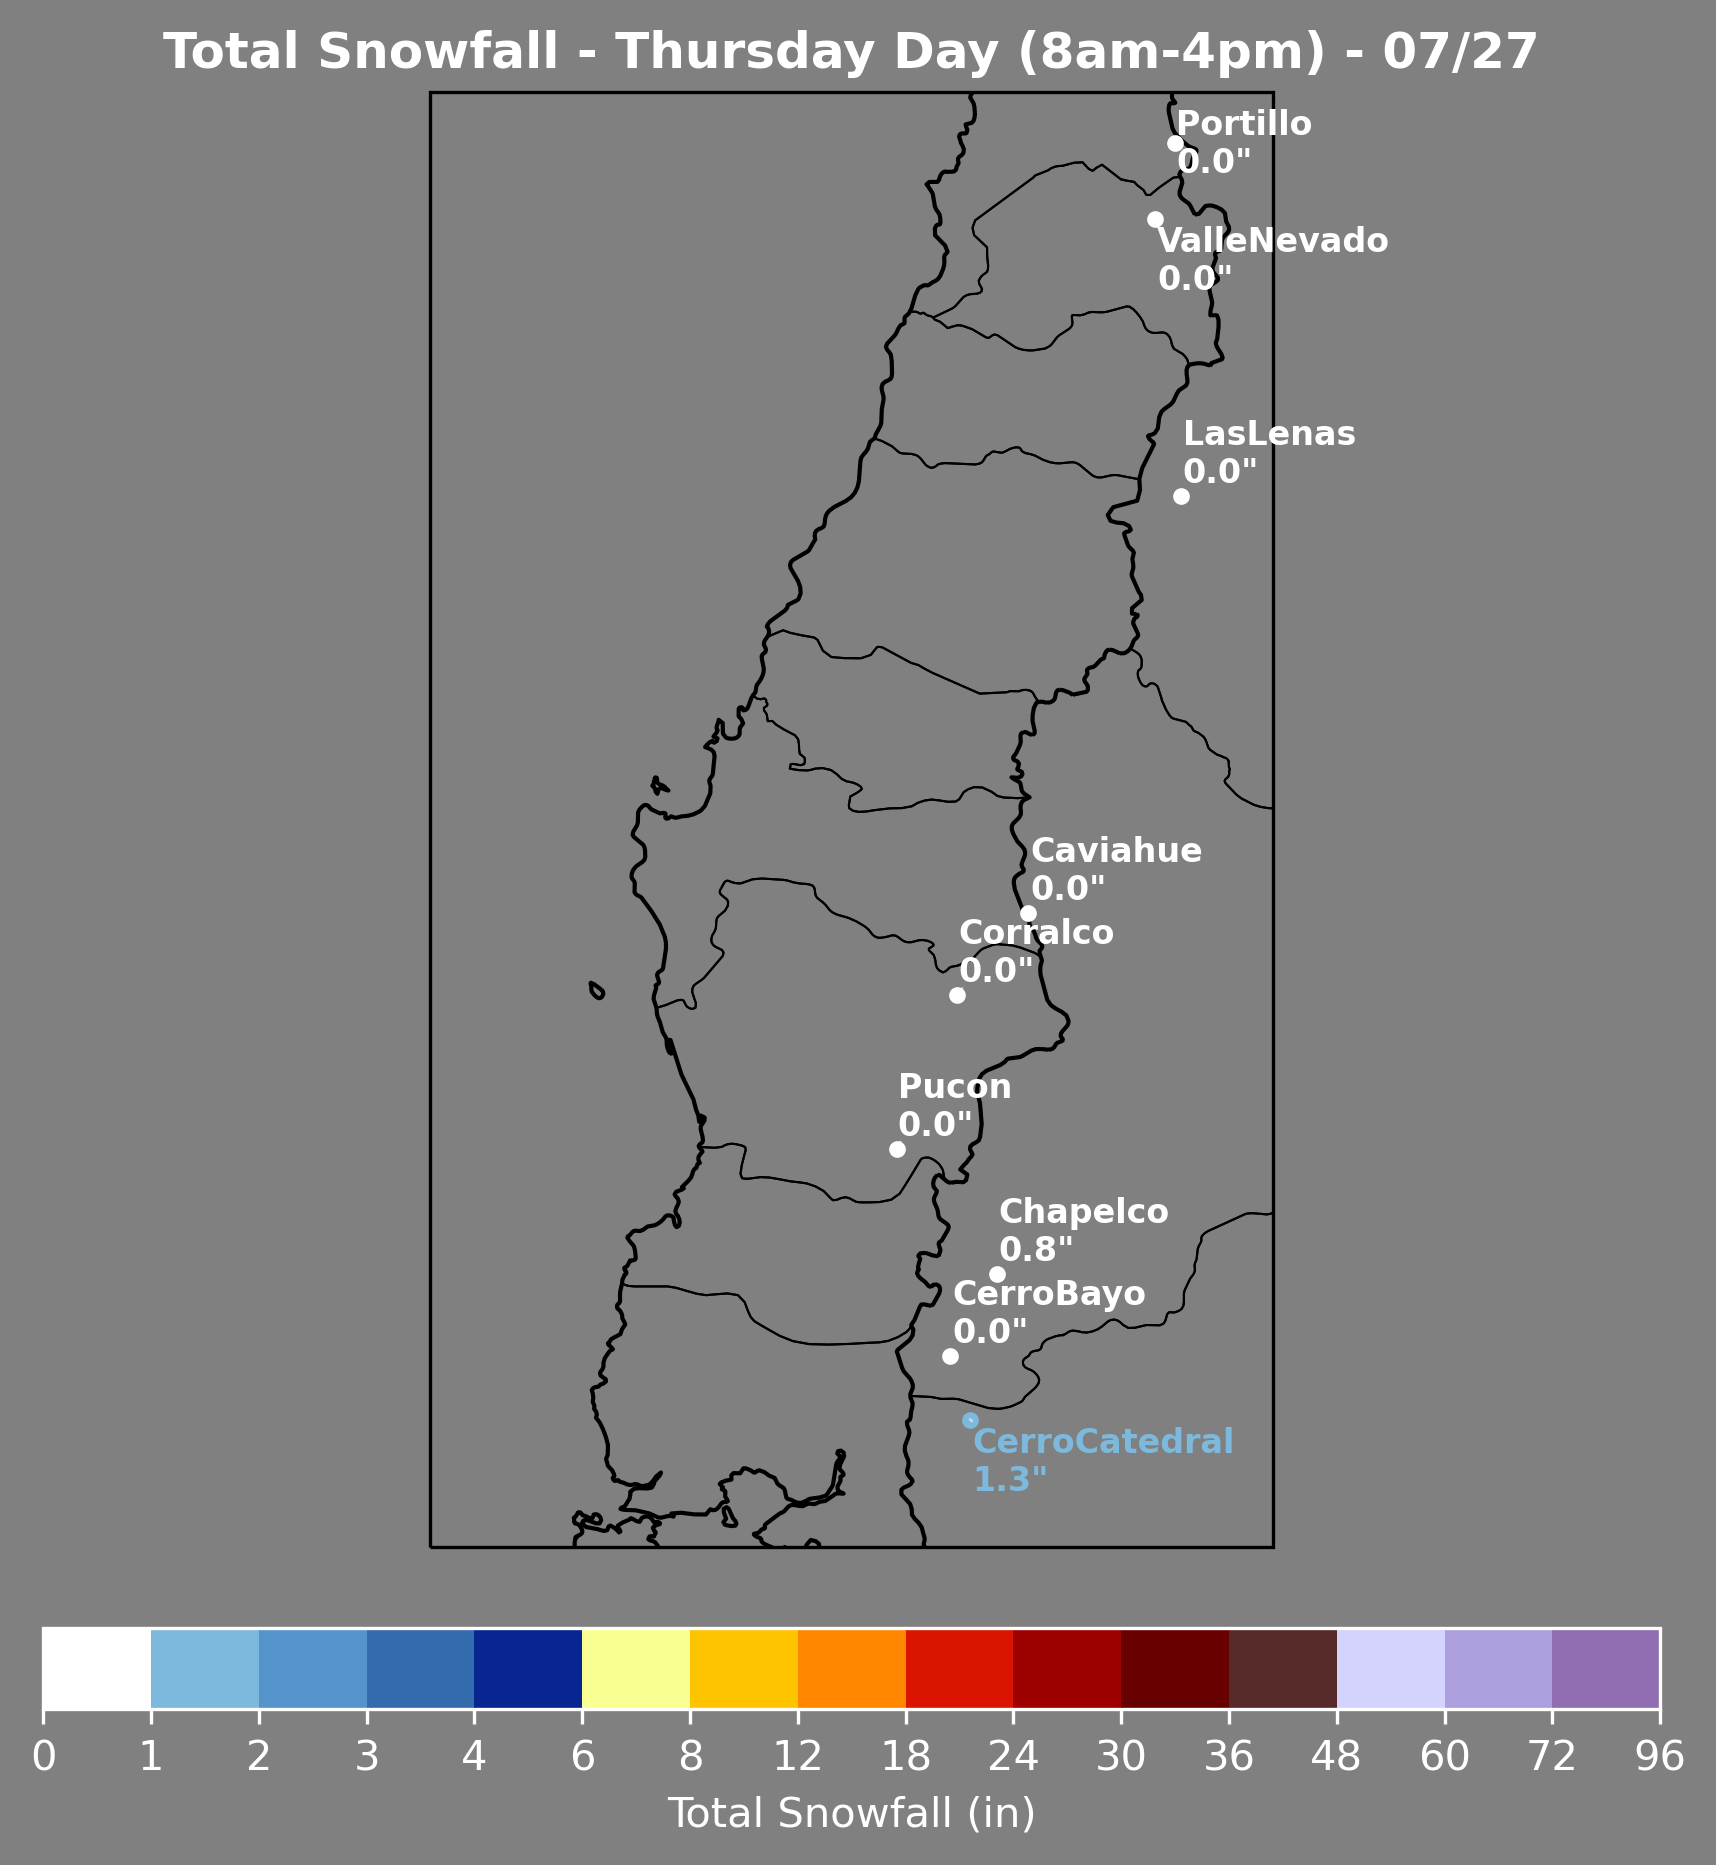 Total Snowfall - Thursday Day (8am-4pm) - 07/27
Portillo
0.0"
ValleNevado
0.0"
LasLenas
0.0"
Caviahue
0.0"
Corralco
0.0"
Pucon
0.0"
Chapelco
0.8"
CerroBayo
0.0"
CerroCatedral
1.3"
0 1 2 3 4 6 8 12 18 24 30 36 48 60 72 96
Total Snowfall (in)